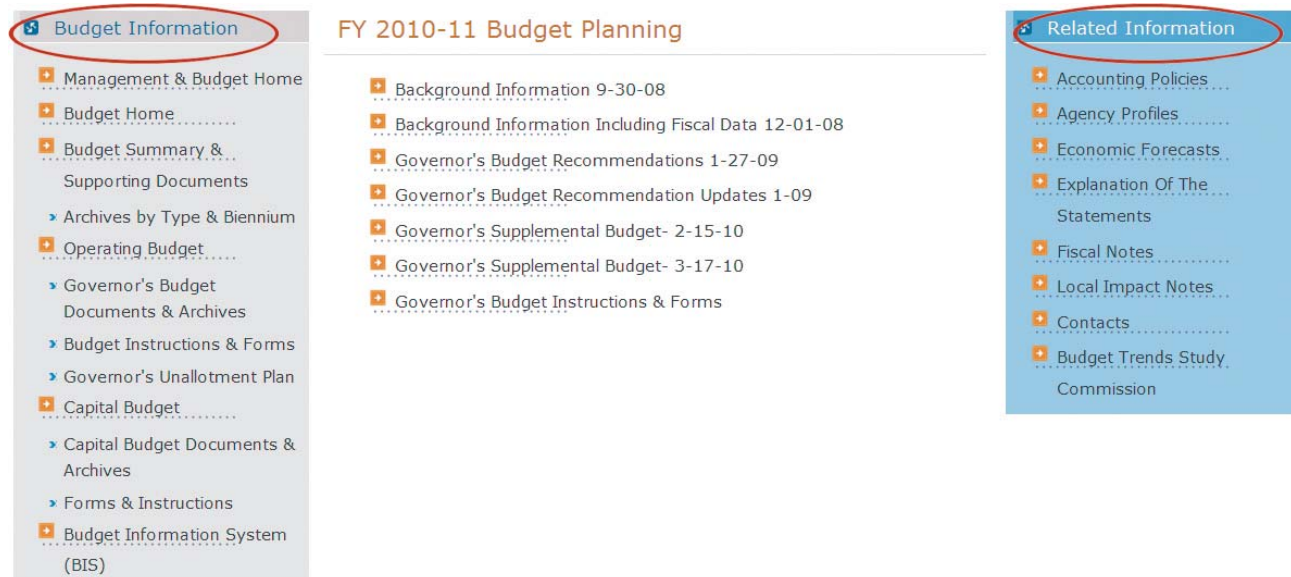 Budget Information
Management & Budget Home
Budget Home
Budget Summary &
Supporting Documents
Archives by Type & Biennium
Operating Budget
Governor's Budget
Documents & Archives
Budget Instructions & Forms
Governor's Unallotment Plan
Capital Budget
Capital Budget Documents &
Archives
Forms & Instructions
Budget Information System
(BIS)
FY 2010-11 Budget Planning
Background Information 9-30-08
Background Information Including Fiscal Data 12-01-08
Governor's Budget Recommendations 1-27-09
Governor's Budget Recommendation Updates 1-09
Governor's Supplemental Budget- 2-15-10
Governor's Supplemental Budget- 3-17-10
Governor's Budget Instructions & Forms
Related Information
Accounting Policies
Agency Profiles
Economic Forecasts
Explanation Of The
Statements
Fiscal Notes
Local Impact Notes
Contacts
Budget Trends Study
Commission